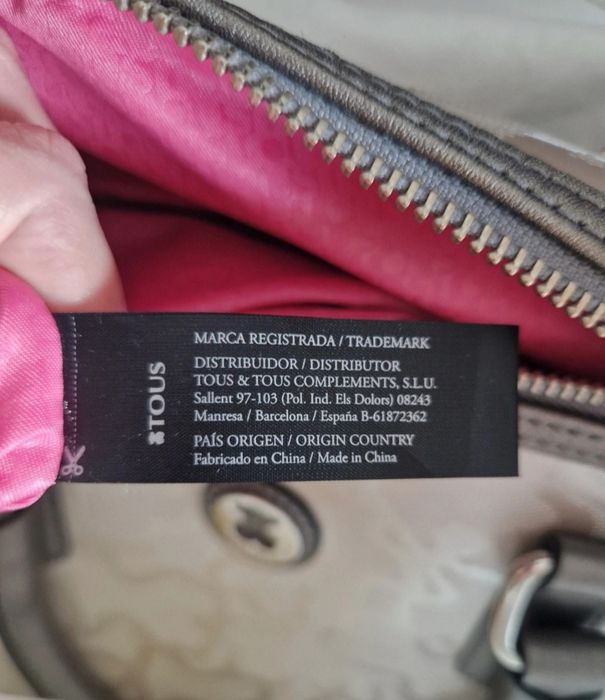 TOUS
MARCA REGISTRADA / TRADEMARK
DISTRIBUIDOR / DISTRIBUTOR
TOUS & TOUS COMPLEMENTS, S.L.U.
Sallent 97-103 (Pol. Ind. Els Dolors) 08243
Manresa / Barcelona / España B-61872362
PAÍS ORIGEN / ORIGIN COUNTRY
Fabricado en China / Made in China